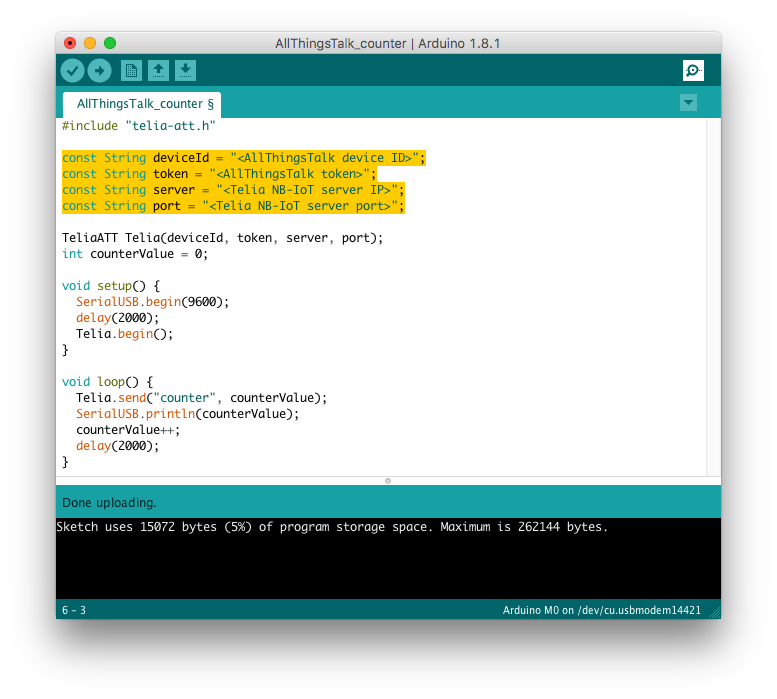 AllThingsTalk_counter | Arduino 1.8.1
AllThingsTalk_counter §
#include "telia-att.h"
const String deviceId = "<AllThingsTalk device ID>";
const String token = "<AllThingsTalk token>";
const String server = "<Telia NB-IoT server IP>";
const String port = "<Telia NB-IoT server port>";
TeliaATT Telia(deviceId, token, server, port);
int counterValue = 0;
void setup() {
  SerialUSB.begin(9600);
  delay(2000);
  Telia.begin();
}
void loop() {
  Telia.send("counter", counterValue);
  SerialUSB.println(counterValue);
  counterValue++;
  delay(2000);
}
Done uploading.
Sketch uses 15072 bytes (5%) of program storage space. Maximum is 262144 bytes.
6 – 3 Arduino M0 on /dev/cu.usbmodem14421